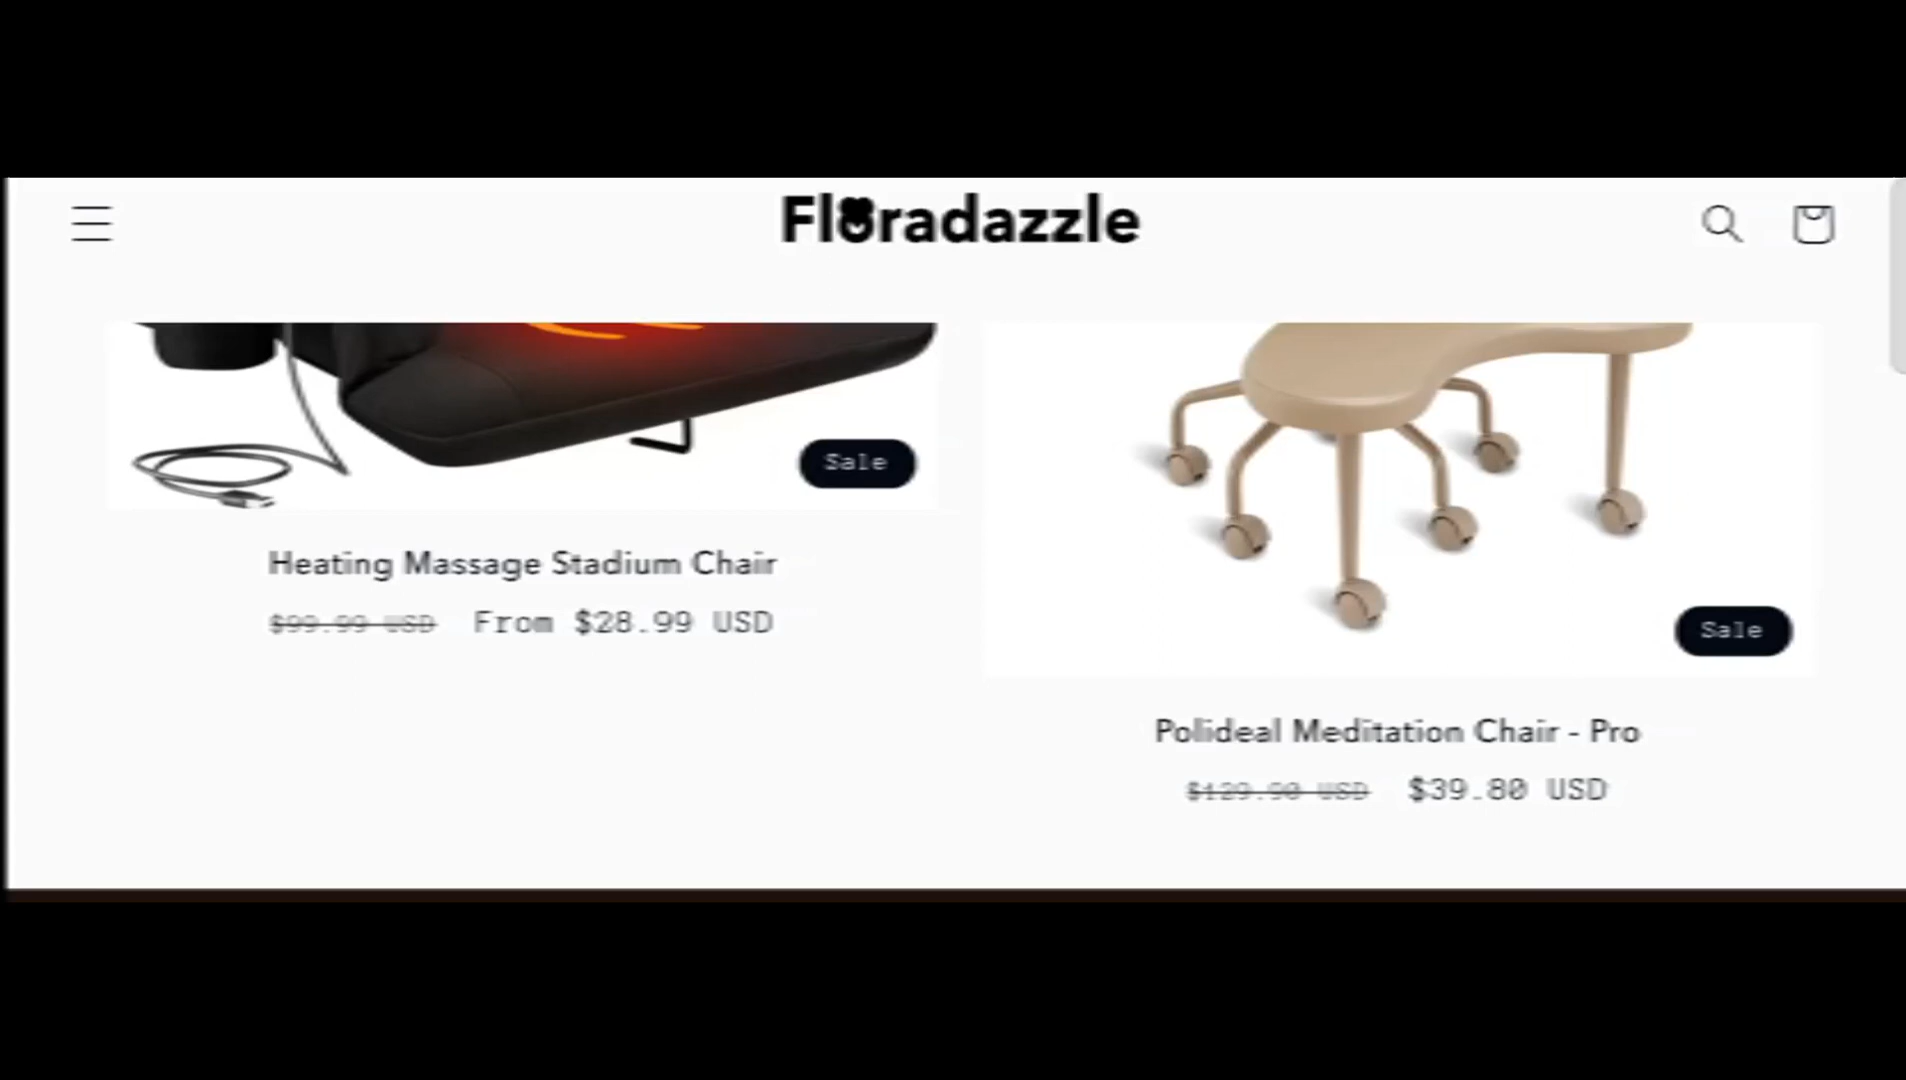 Floradazzle
Sale
Heating Massage Stadium Chair
$99.99 USD From $28.99 USD
Sale
Polideal Meditation Chair - Pro
$129.90 USD $39.80 USD